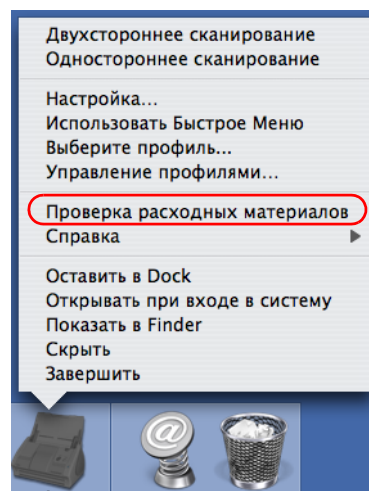 Двухстороннее сканирование
Одностороннее сканирование
Настройка...
Использовать Быстрое Меню
Выберите профиль...
Управление профилями...
Проверка расходных материалов
Справка
Оставить в Dock
Открывать при входе в систему
Показать в Finder
Скрыть
Завершить
@